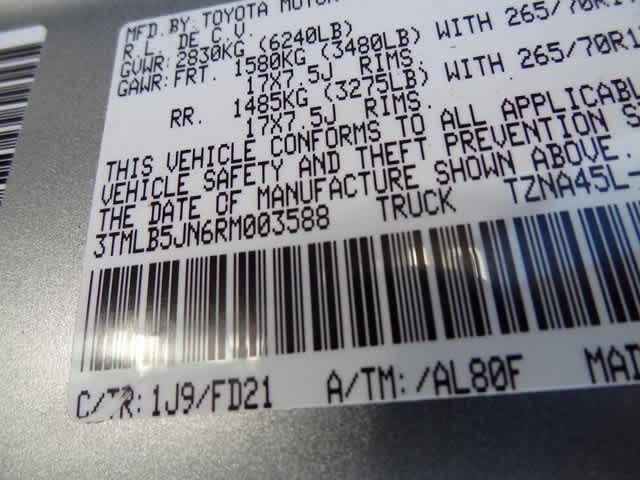 MFD.BY: TOYOTA MOTOR
R.L. DE C.V.
GVWR: 2830KG (6240LB)
GAWR: FRT. 1580KG (3480LB) WITH 265/70R1
17X7.5J RIMS.
RR. 1485KG (3275LB) WITH 265/70R1
17X7.5J RIMS.
THIS VEHICLE CONFORMS TO ALL APPLICABL
VEHICLE SAFETY AND THEFT PREVENTION S
THE DATE OF MANUFACTURE SHOWN ABOVE.
3TMLB5JN6RM003588 TRUCK TZNA45L-
C/TR: 1J9/FD21 A/TM: /AL80F MAD